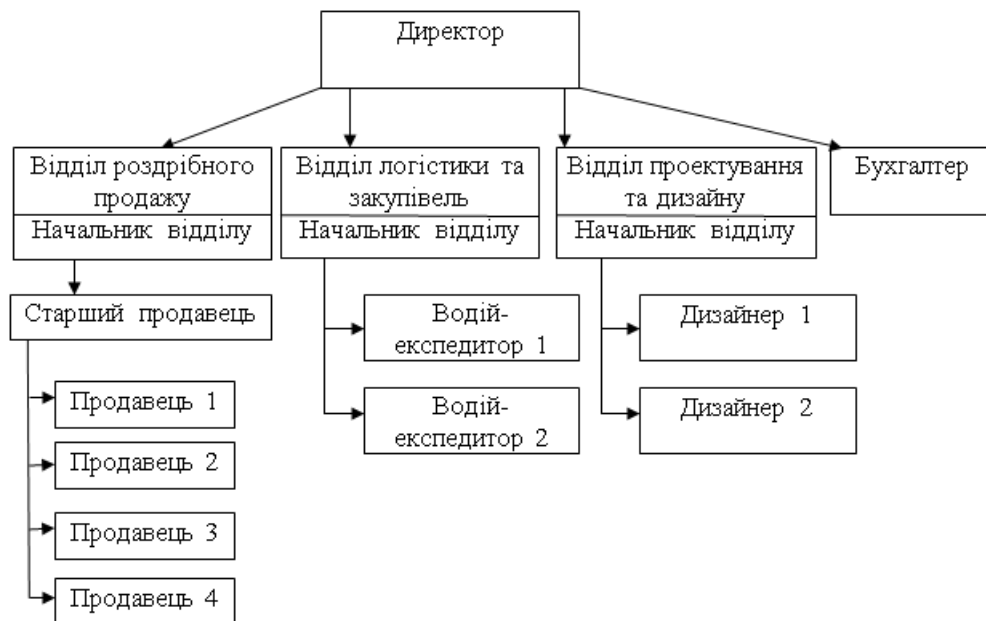 Директор
Відділ роздрібного
продажу
Начальник відділу
Відділ логістики та
закупівель
Начальник відділу
Відділ проектування
та дизайну
Начальник відділу
Бухгалтер
Старший продавець
Продавець 1
Продавець 2
Продавець 3
Продавець 4
Водій-
експедитор 1
Водій-
експедитор 2
Дизайнер 1
Дизайнер 2